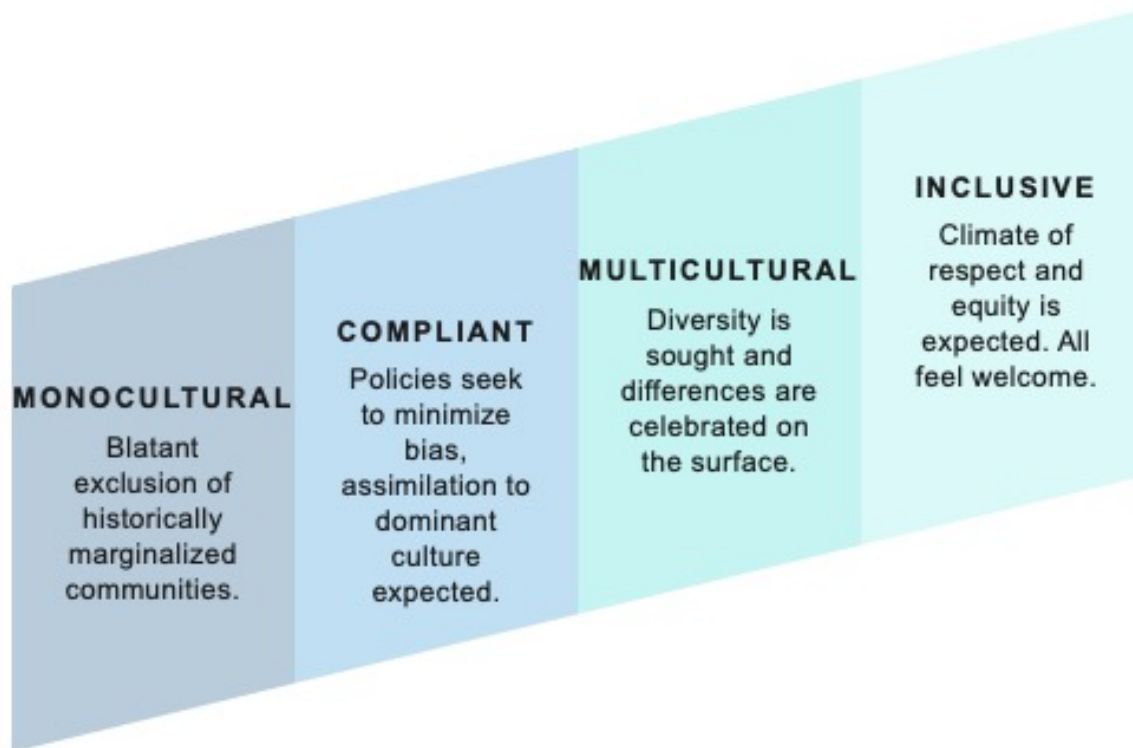 MONOCULTURAL
Blatant
exclusion of
historically
marginalized
communities.
COMPLIANT
Policies seek
to minimize
bias,
assimilation to
dominant
culture
expected.
MULTICULTURAL
Diversity is
sought and
differences are
celebrated on
the surface.
INCLUSIVE
Climate of
respect and
equity is
expected. All
feel welcome.